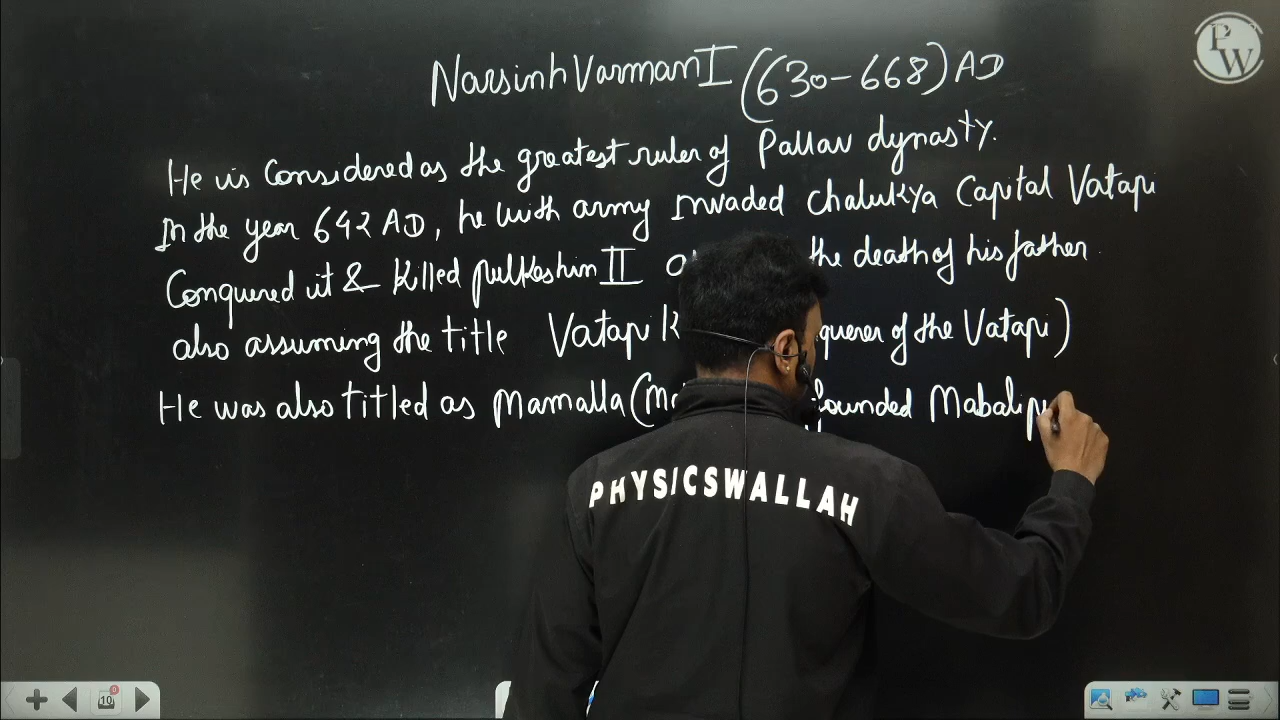 PW
NarsinhVarman I (630-668) AD
He is Considered as the greatest ruler of Pallav dynasty.
In the year 642 AD, he with army Invaded Chalukya Capital Vatapi
Conquered it & Killed pulkeshin II the death of his father
also assuming the title Vatapi of the Vatapi)
He was also titled as Mamalla ( founded
PHYSICSWALLAH
10